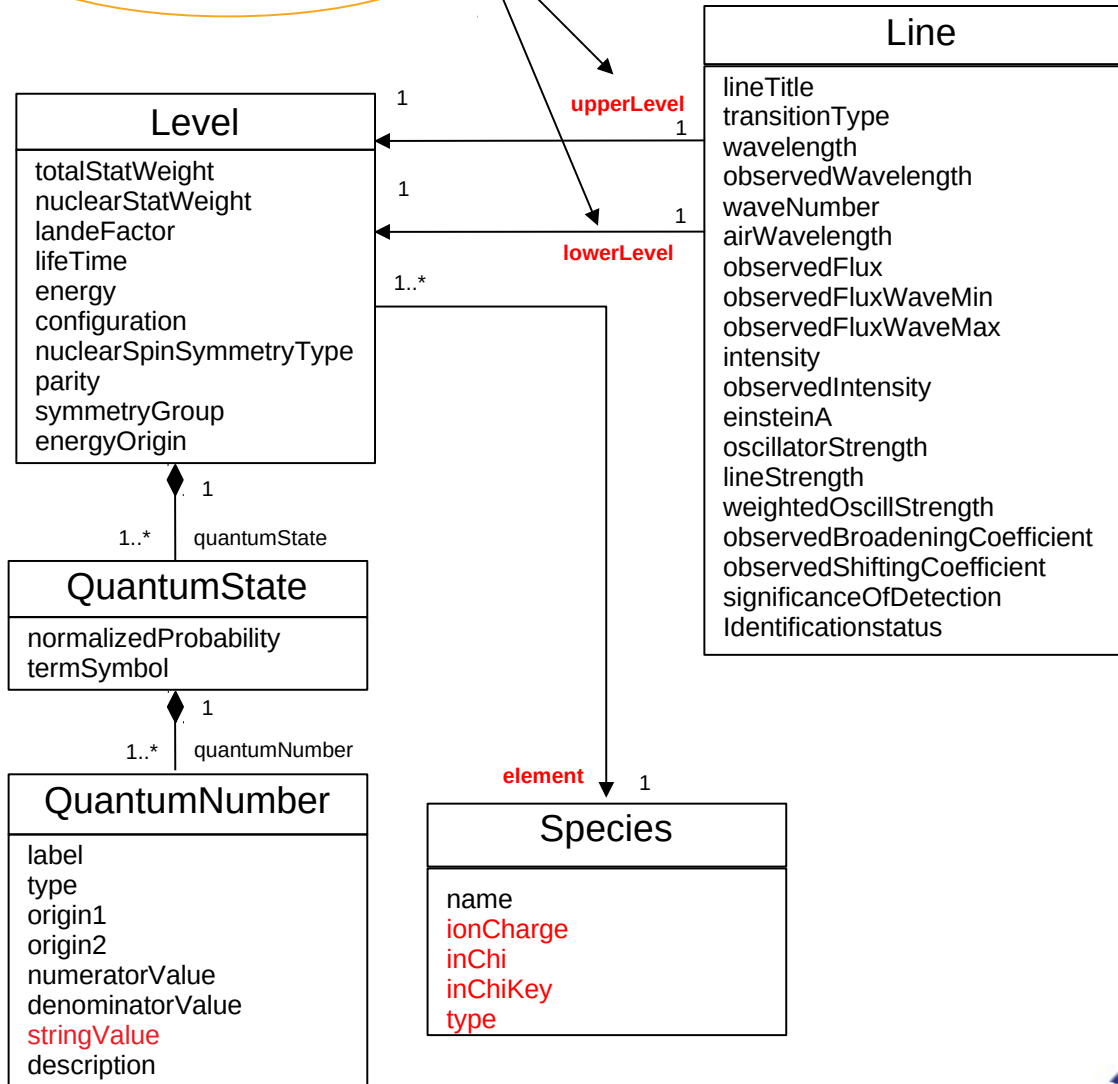 Line
lineTitle
transitionType
wavelength
observedWavelength
waveNumber
airWavelength
observedFlux
observedFluxWaveMin
observedFluxWaveMax
intensity
observedIntensity
einsteinA
oscillatorStrength
lineStrength
weightedOscillStrength
observedBroadeningCoefficient
observedShiftingCoefficient
significanceOfDetection
Identificationstatus
1
upperLevel
1
1
lowerLevel
1
1..*
Level
totalStatWeight
nuclearStatWeight
landeFactor
lifeTime
energy
configuration
nuclearSpinSymmetryType
parity
symmetryGroup
energyOrigin
1
1..*
quantumState
QuantumState
normalizedProbability
termSymbol
1
1..*
quantumNumber
QuantumNumber
label
type
origin1
origin2
numeratorValue
denominatorValue
stringValue
description
element
1
Species
name
ionCharge
inChi
inChiKey
type